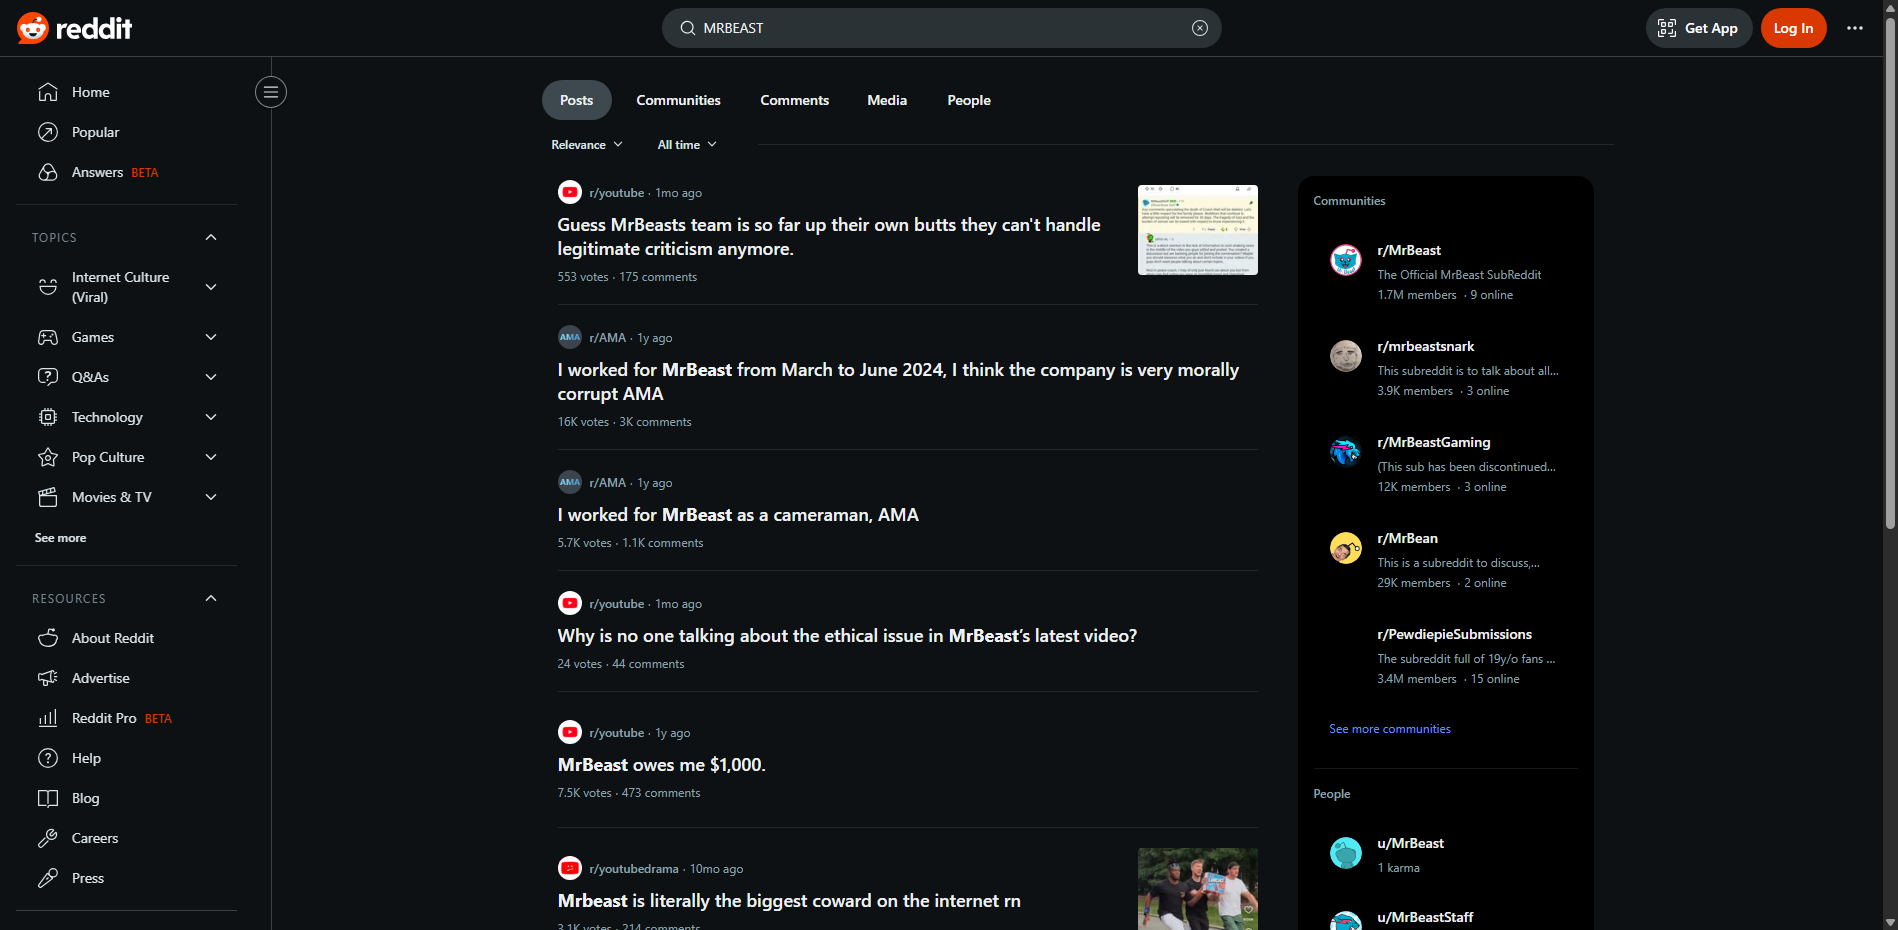 reddit
MRBEAST
Get App
Log In
Home
Popular
Answers BETA
TOPICS
Internet Culture
(Viral)
Games
Q&As
Technology
Pop Culture
Movies & TV
See more
RESOURCES
About Reddit
Advertise
Reddit Pro BETA
Help
Blog
Careers
Press
Posts Communities Comments Media People
Relevance All time
r/youtube · 1mo ago
Guess MrBeasts team is so far up their own butts they can't handle
legitimate criticism anymore.
553 votes · 175 comments
AMA r/AMA · 1y ago
I worked for MrBeast from March to June 2024, I think the company is very morally
corrupt AMA
16K votes · 3K comments
AMA r/AMA · 1y ago
I worked for MrBeast as a cameraman, AMA
5.7K votes · 1.1K comments
r/youtube · 1mo ago
Why is no one talking about the ethical issue in MrBeast’s latest video?
24 votes · 44 comments
r/youtube · 1y ago
MrBeast owes me $1,000.
7.5K votes · 473 comments
r/youtubedrama · 10mo ago
Mrbeast is literally the biggest coward on the internet rn
3.1K votes · 214 comments
Communities
r/MrBeast
The Official MrBeast SubReddit
1.7M members · 9 online
r/mrbeastsnark
This subreddit is to talk about all...
3.9K members · 3 online
r/MrBeastGaming
(This sub has been discontinued...
12K members · 3 online
r/MrBean
This is a subreddit to discuss,...
29K members · 2 online
r/PewdiepieSubmissions
The subreddit full of 19y/o fans ...
3.4M members · 15 online
See more communities
People
u/MrBeast
1 karma
u/MrBeastStaff